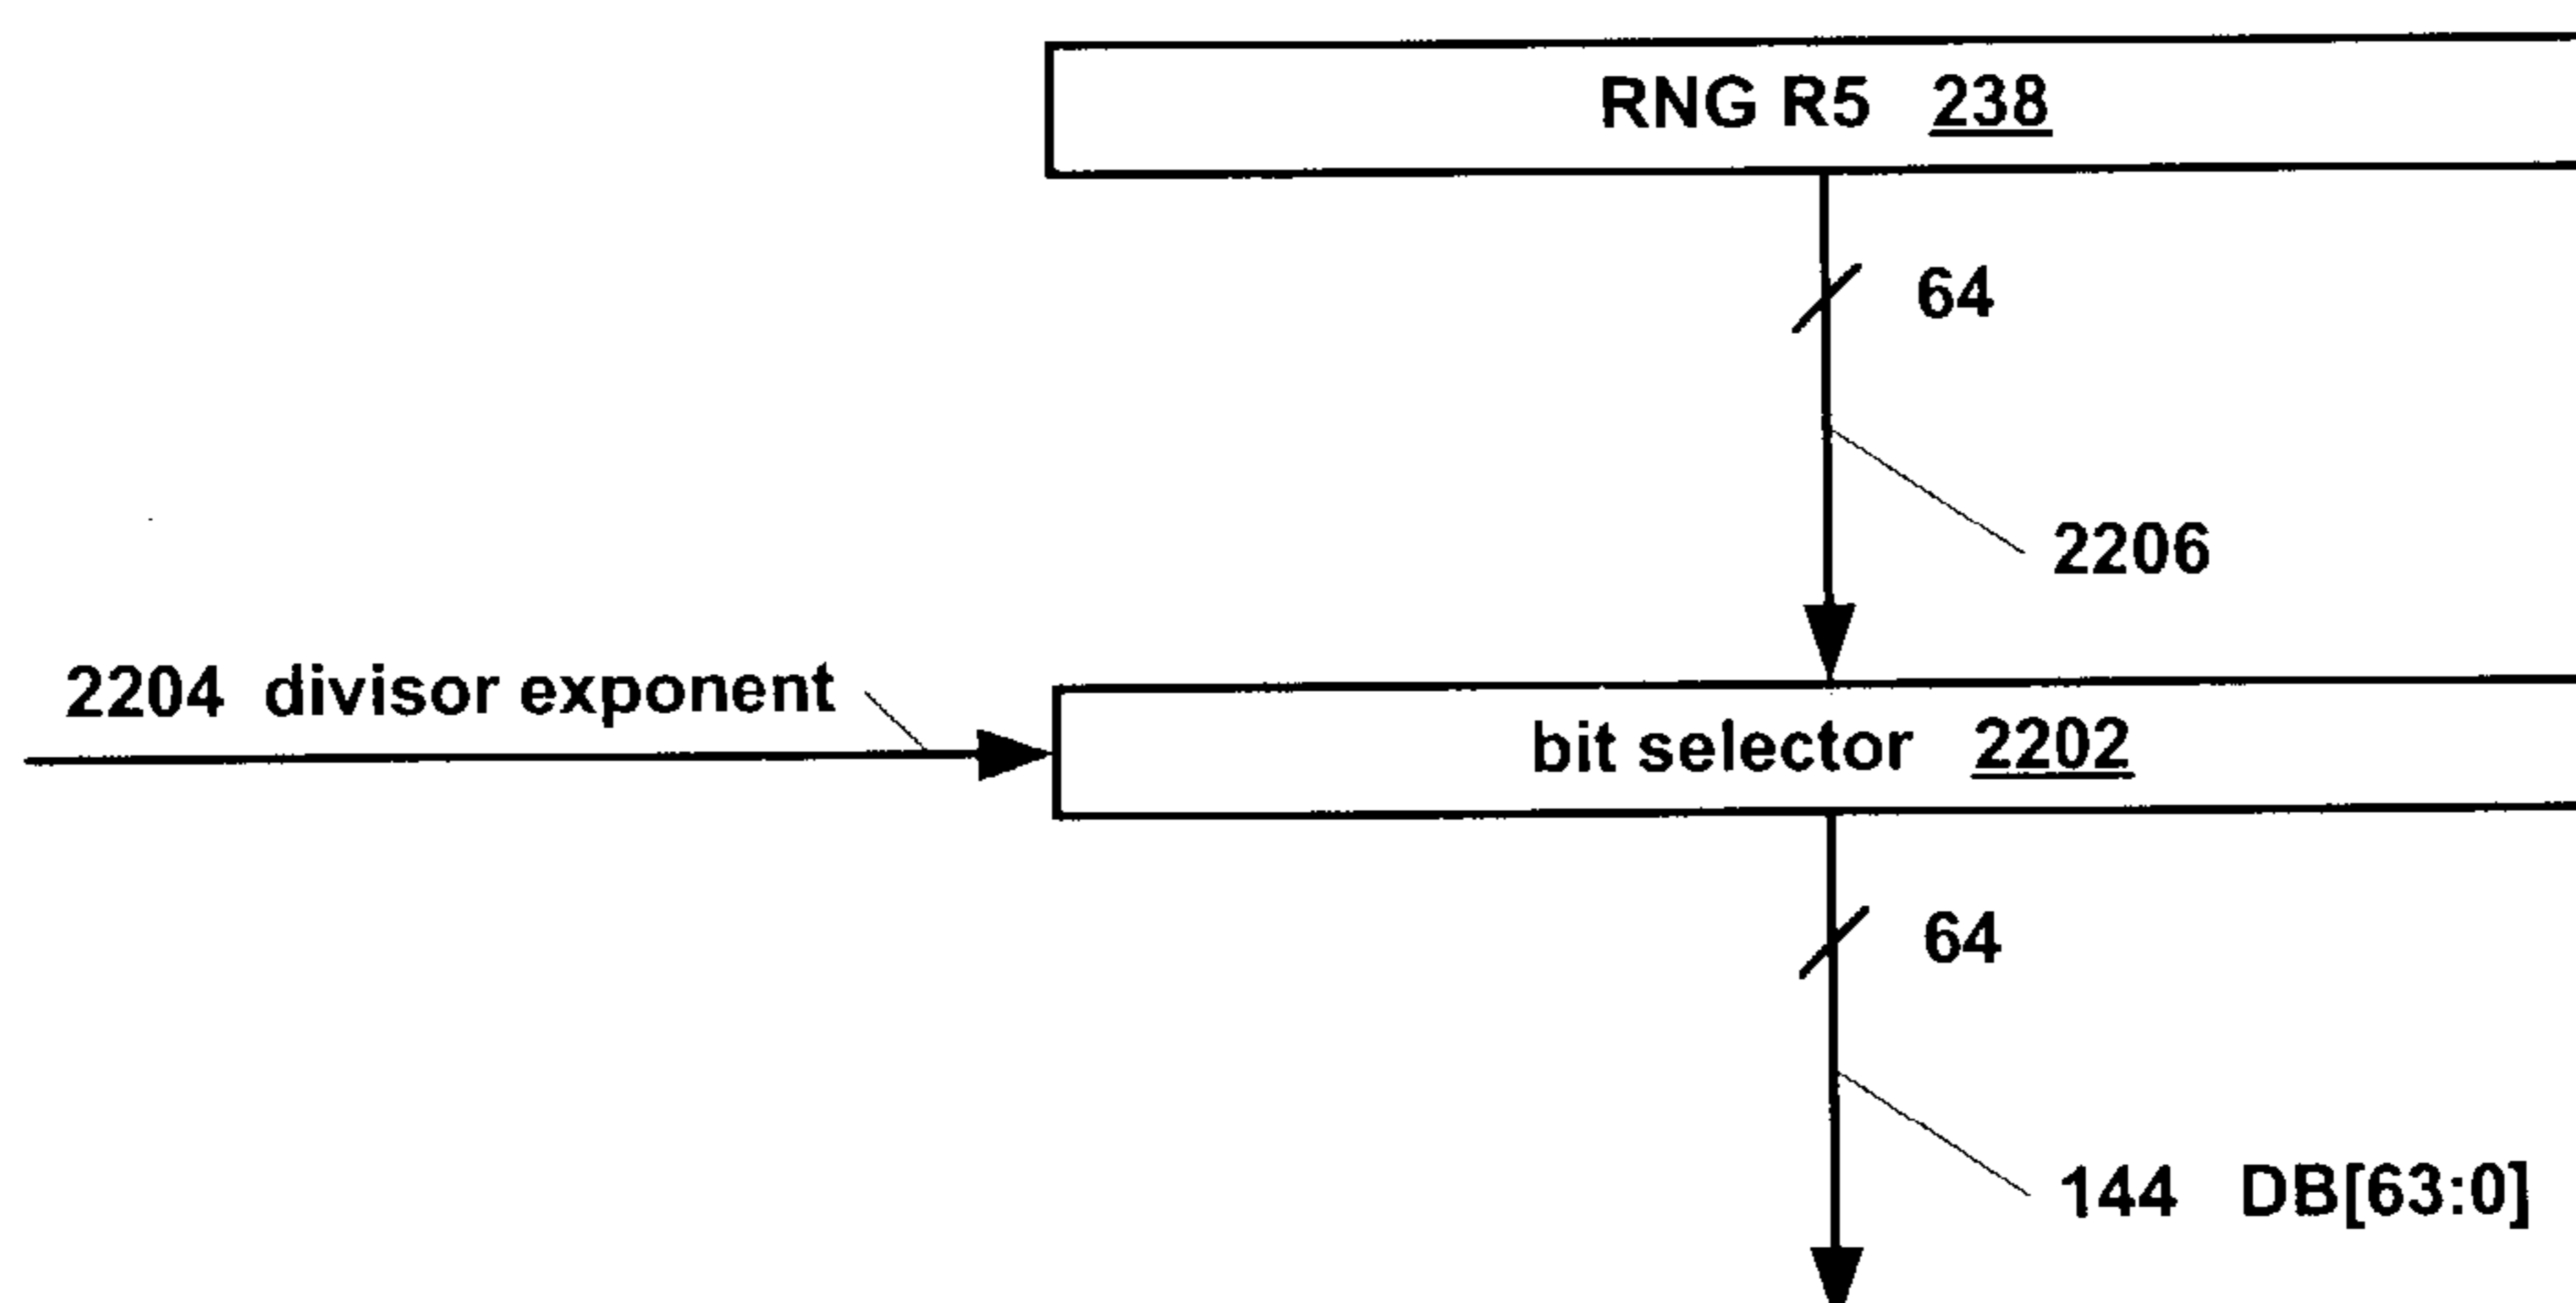 RNG R5 238
64
2206
2204 divisor exponent
bit selector 2202
64
144 DB[63:0]